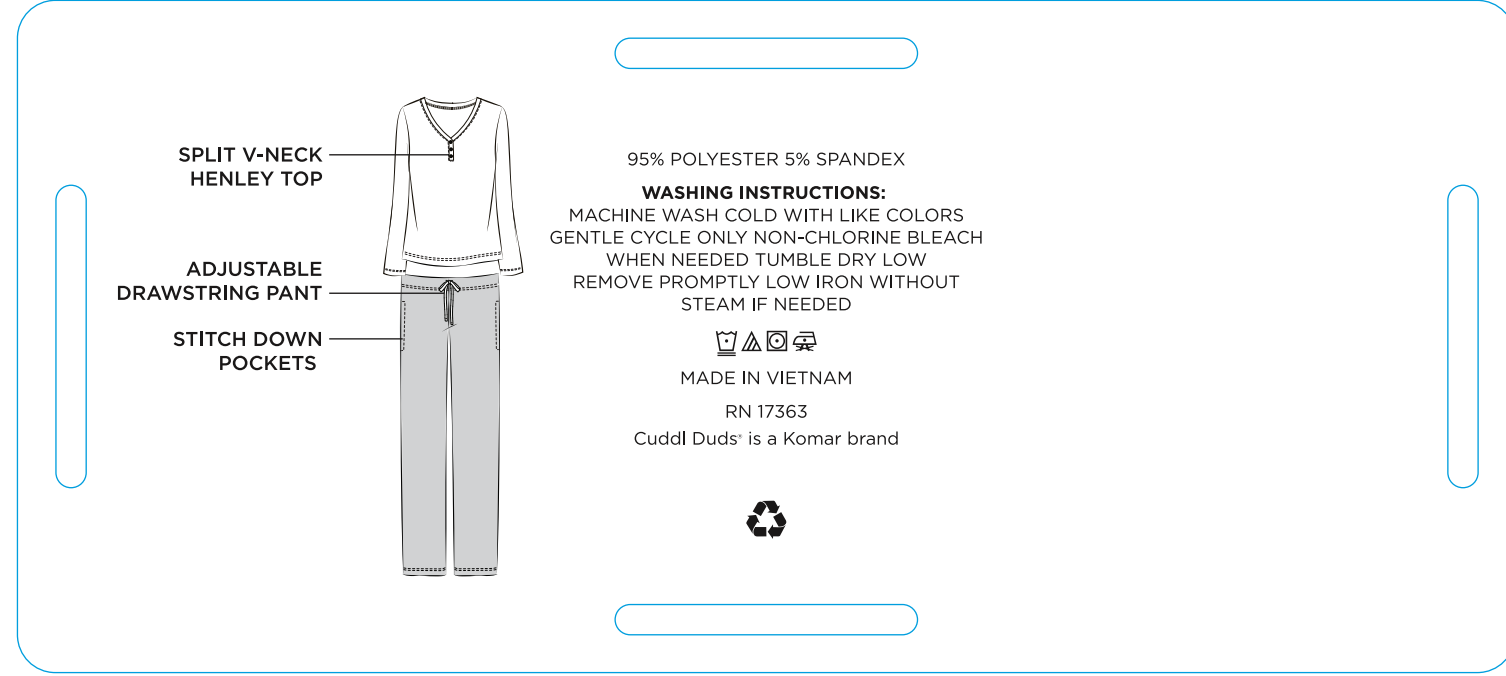 SPLIT V-NECK
HENLEY TOP
ADJUSTABLE
DRAWSTRING PANT
STITCH DOWN
POCKETS
95% POLYESTER 5% SPANDEX
WASHING INSTRUCTIONS:
MACHINE WASH COLD WITH LIKE COLORS
GENTLE CYCLE ONLY NON-CHLORINE BLEACH
WHEN NEEDED TUMBLE DRY LOW
REMOVE PROMPTLY LOW IRON WITHOUT
STEAM IF NEEDED
MADE IN VIETNAM
RN 17363
Cuddl Duds® is a Komar brand